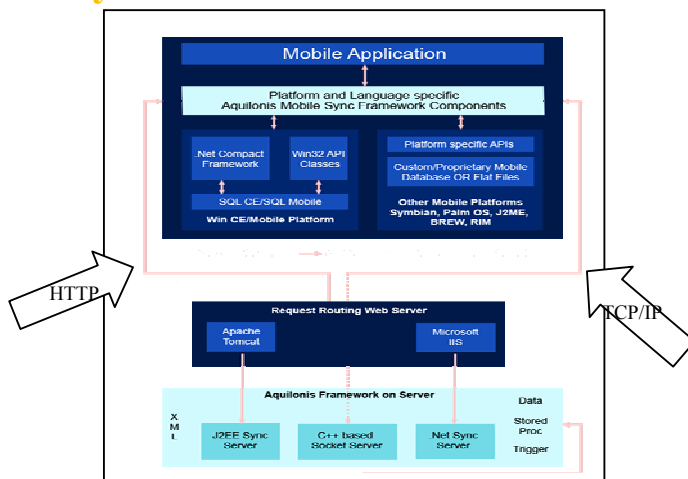 Mobile Application
Platform and Language specific
Aquilonis Mobile Sync Framework Components
.Net Compact
Framework
Win32 API
Classes
SQL CE/SQL Mobile
Win CE/Mobile Platform
Platform specific APIs
Custom/Proprietary Mobile
Database OR Flat Files
Other Mobile Platforms
Symbian, Palm OS, J2ME,
BREW, RIM
HTTP
TCP/IP
Request Routing Web Server
Apache
Tomcat
Microsoft
IIS
Aquilonis Framework on Server
X
M
L
J2EE Sync
Server
C++ based
Socket Server
.Net Sync
Server
Data
Stored
Proc
Trigger